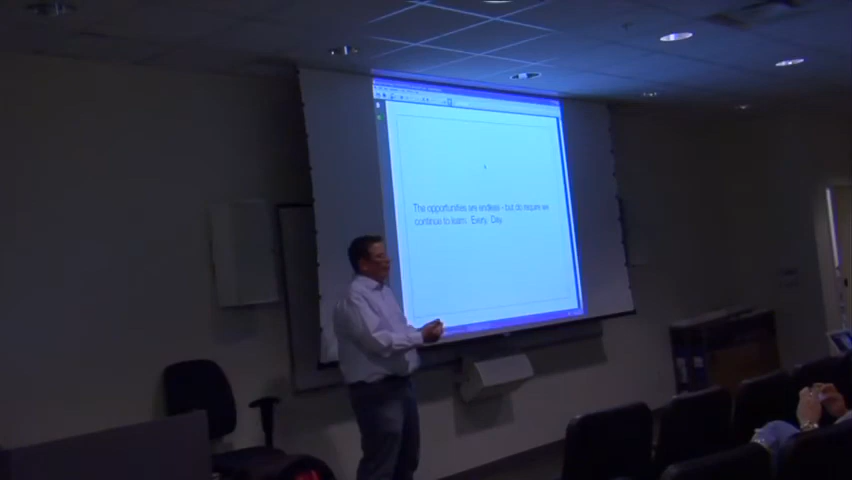 The opportunities are endless - but do require we
continue to learn. Every. Day.